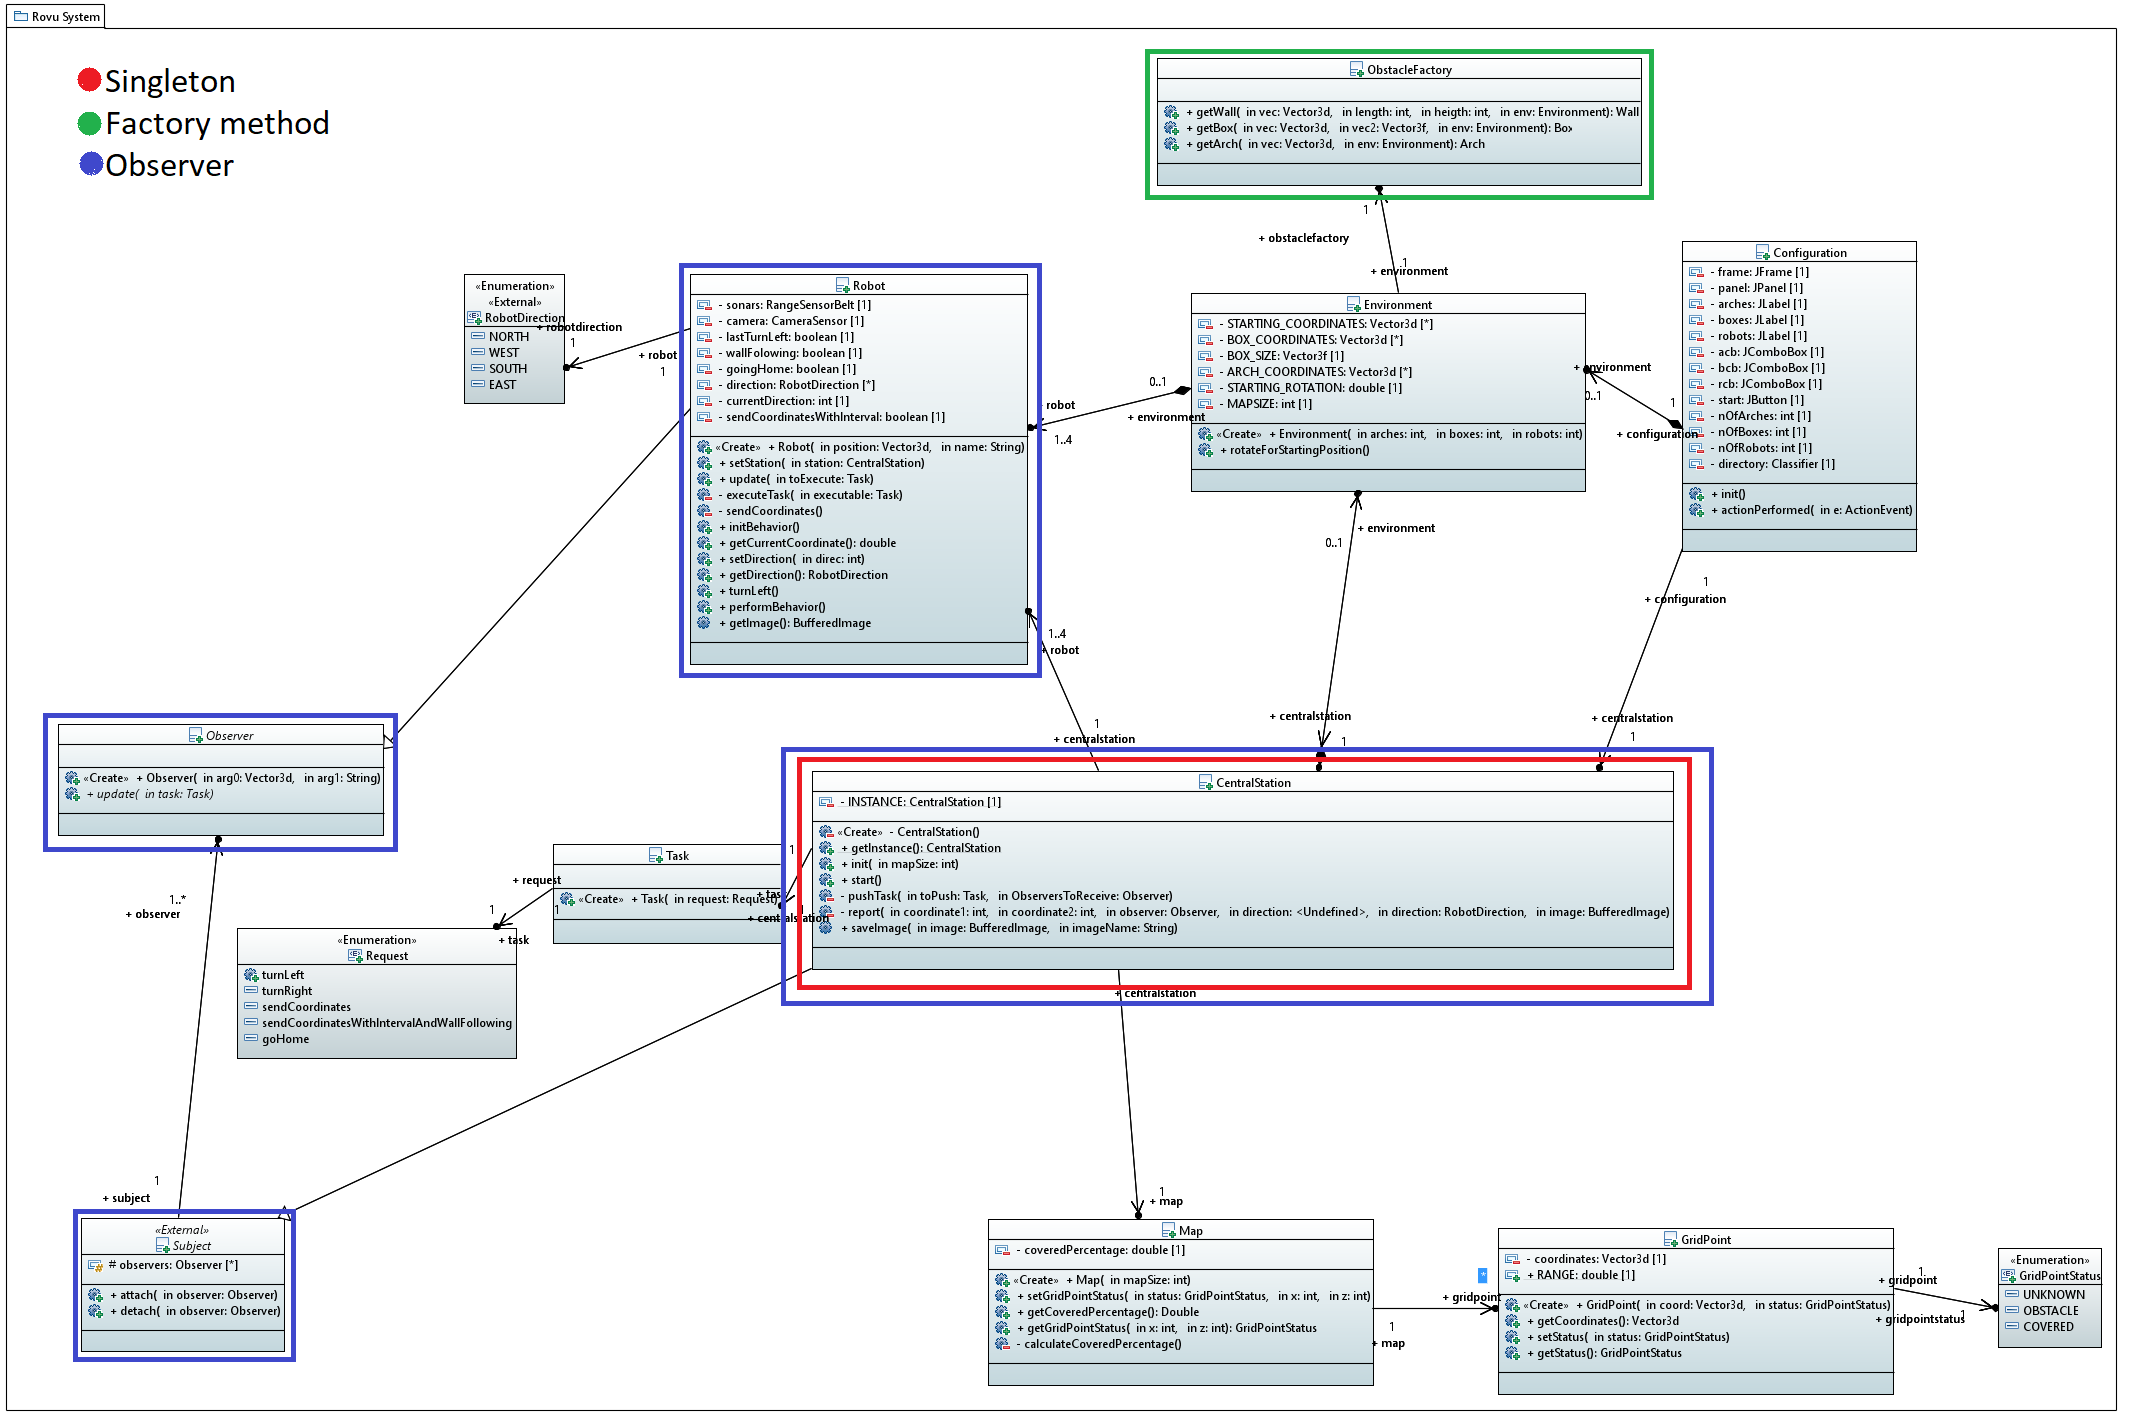 Rovu System
Singleton
Factory method
Observer
ObstacleFactory
+ getWall( in vec: Vector3d, in length: int, in heigth: int, in env: Environment): Wall
+ getBox( in vec: Vector3d, in vec2: Vector3f, in env: Environment): Box
+ getArch( in vec: Vector3d, in env: Environment): Arch
1
+ obstaclefactory
1
+ environment
«Enumeration»
«External»
RobotDirection
NORTH
WEST
SOUTH
EAST
+ robotdirection
1
+ robot
1
Robot
- sonars: RangeSensorBelt [1]
- camera: CameraSensor [1]
- lastTurnLeft: boolean [1]
- wallFolowing: boolean [1]
- goingHome: boolean [1]
- direction: RobotDirection [*]
- currentDirection: int [1]
- sendCoordinatesWithInterval: boolean [1]
«Create» + Robot( in position: Vector3d, in name: String)
+ setStation( in station: CentralStation)
+ update( in toExecute: Task)
- executeTask( in executable: Task)
- sendCoordinates()
+ initBehavior()
+ getCurrentCoordinate(): double
+ setDirection( in direc: int)
+ getDirection(): RobotDirection
+ turnLeft()
+ performBehavior()
+ getImage(): BufferedImage
0..1
robot
+ environment
1..4
Environment
- STARTING_COORDINATES: Vector3d [*]
- BOX_COORDINATES: Vector3d [*]
- BOX_SIZE: Vector3f [1]
- ARCH_COORDINATES: Vector3d [*]
- STARTING_ROTATION: double [1]
- MAPSIZE: int [1]
«Create» + Environment( in arches: int, in boxes: int, in robots: int)
+ rotateForStartingPosition()
+ environment
0..1
1
+ configuration
Configuration
- frame: JFrame [1]
- panel: JPanel [1]
- arches: JLabel [1]
- boxes: JLabel [1]
- robots: JLabel [1]
- acb: JComboBox [1]
- bcb: JComboBox [1]
- rcb: JComboBox [1]
- start: JButton [1]
- nOfArches: int [1]
- nOfBoxes: int [1]
- nOfRobots: int [1]
- directory: Classifier [1]
+ init()
+ actionPerformed( in e: ActionEvent)
+ environment
0..1
1
+ configuration
1..4
+ robot
1
+ centralstation
+ centralstation
1
+ centralstation
1
Observer
«Create» + Observer( in arg0: Vector3d, in arg1: String)
+ update( in task: Task)
CentralStation
- INSTANCE: CentralStation [1]
«Create» - CentralStation()
+ getInstance(): CentralStation
+ init( in mapSize: int)
+ start()
- pushTask( in toPush: Task, in ObserversToReceive: Observer)
- report( in coordinate1: int, in coordinate2: int, in observer: Observer, in direction: <Undefined>, in direction: RobotDirection, in image: BufferedImage)
+ saveImage( in image: BufferedImage, in imageName: String)
Task
«Create» + Task( in request: Request)
1
+ task
1
+ centralstation
+ request
1
1
+ task
«Enumeration»
Request
turnLeft
turnRight
sendCoordinates
sendCoordinatesWithIntervalAndWallFollowing
goHome
1..*
+ observer
1
+ subject
«External»
Subject
# observers: Observer [*]
+ attach( in observer: Observer)
+ detach( in observer: Observer)
+ centralstation
1
+ map
Map
- coveredPercentage: double [1]
«Create» + Map( in mapSize: int)
+ setGridPointStatus( in status: GridPointStatus, in x: int, in z: int)
+ getCoveredPercentage(): Double
+ getGridPointStatus( in x: int, in z: int): GridPointStatus
- calculateCoveredPercentage()
*
+ gridpoint
1
+ map
GridPoint
- coordinates: Vector3d [1]
+ RANGE: double [1]
«Create» + GridPoint( in coord: Vector3d, in status: GridPointStatus)
+ getCoordinates(): Vector3d
+ setStatus( in status: GridPointStatus)
+ getStatus(): GridPointStatus
1
+ gridpoint
1
+ gridpointstatus
«Enumeration»
GridPointStatus
UNKNOWN
OBSTACLE
COVERED